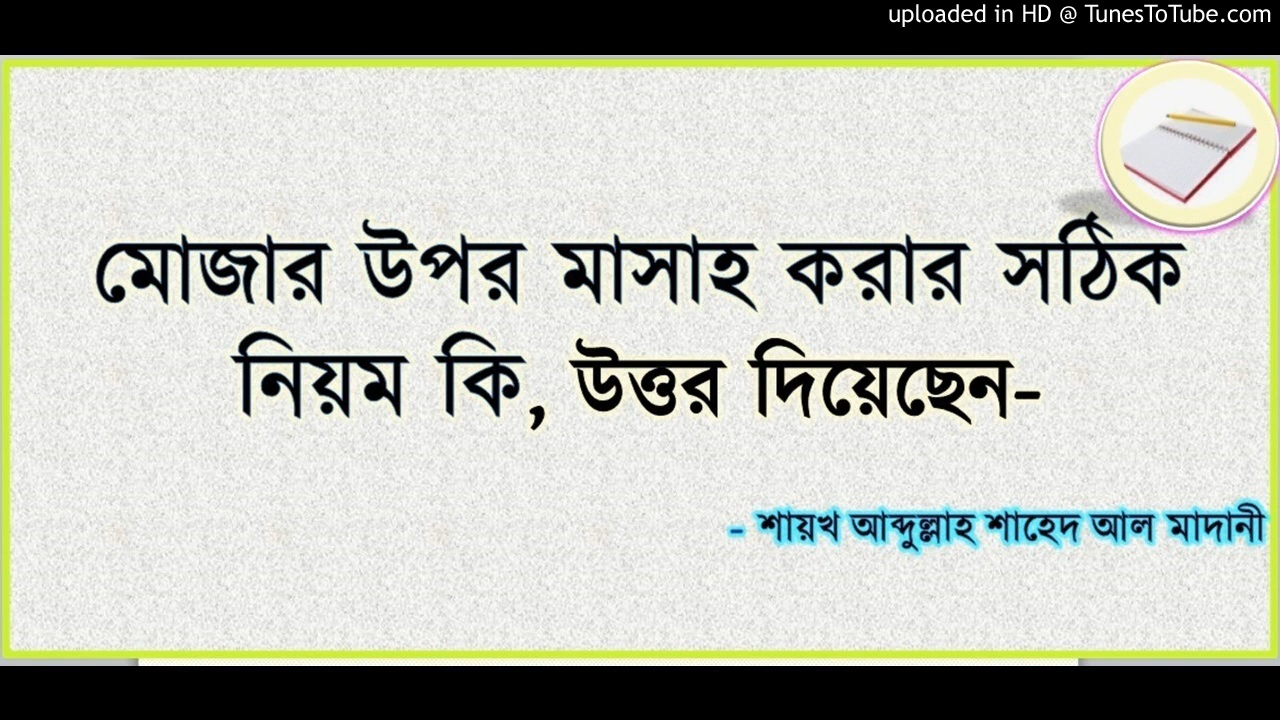 uploaded in HD @ TunesToTube.com
মোজার উপর মাসাহ করার সঠিক
নিয়ম কি, উত্তর দিয়েছেন-
- শায়খ আব্দুল্লাহ শাহেদ আল মাদানী